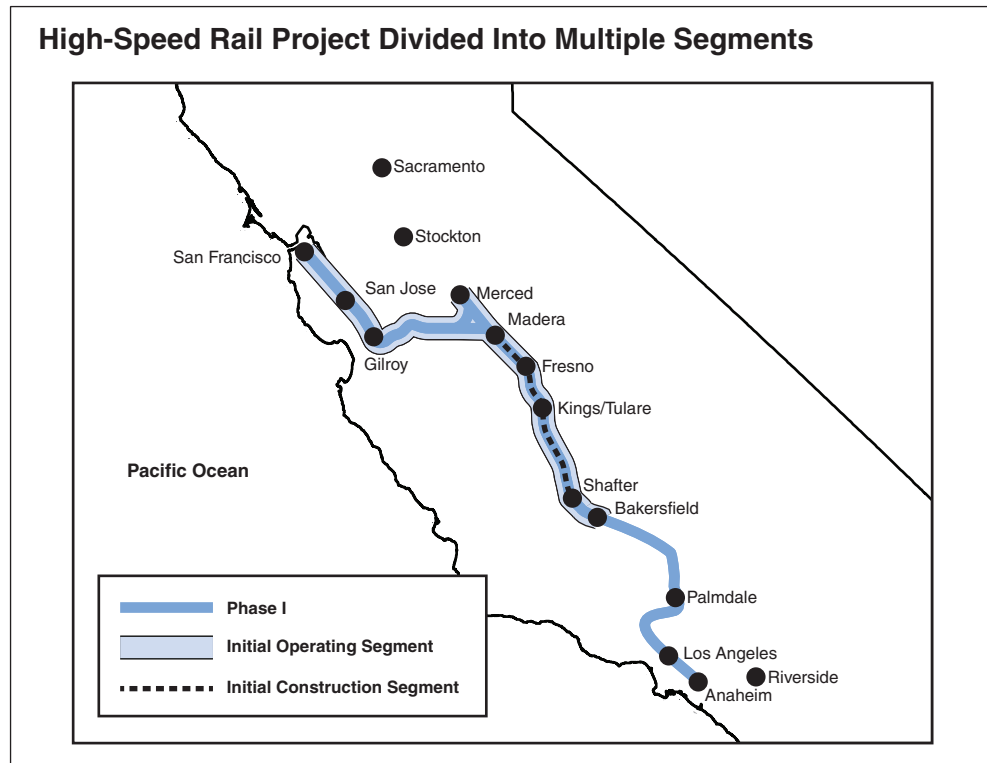 High-Speed Rail Project Divided Into Multiple Segments
Sacramento
Stockton
San Francisco
San Jose
Merced
Madera
Gilroy
Fresno
Kings/Tulare
Pacific Ocean
Shafter
Bakersfield
Phase I
Palmdale
Initial Operating Segment
Los Angeles
Riverside
Initial Construction Segment
Anaheim